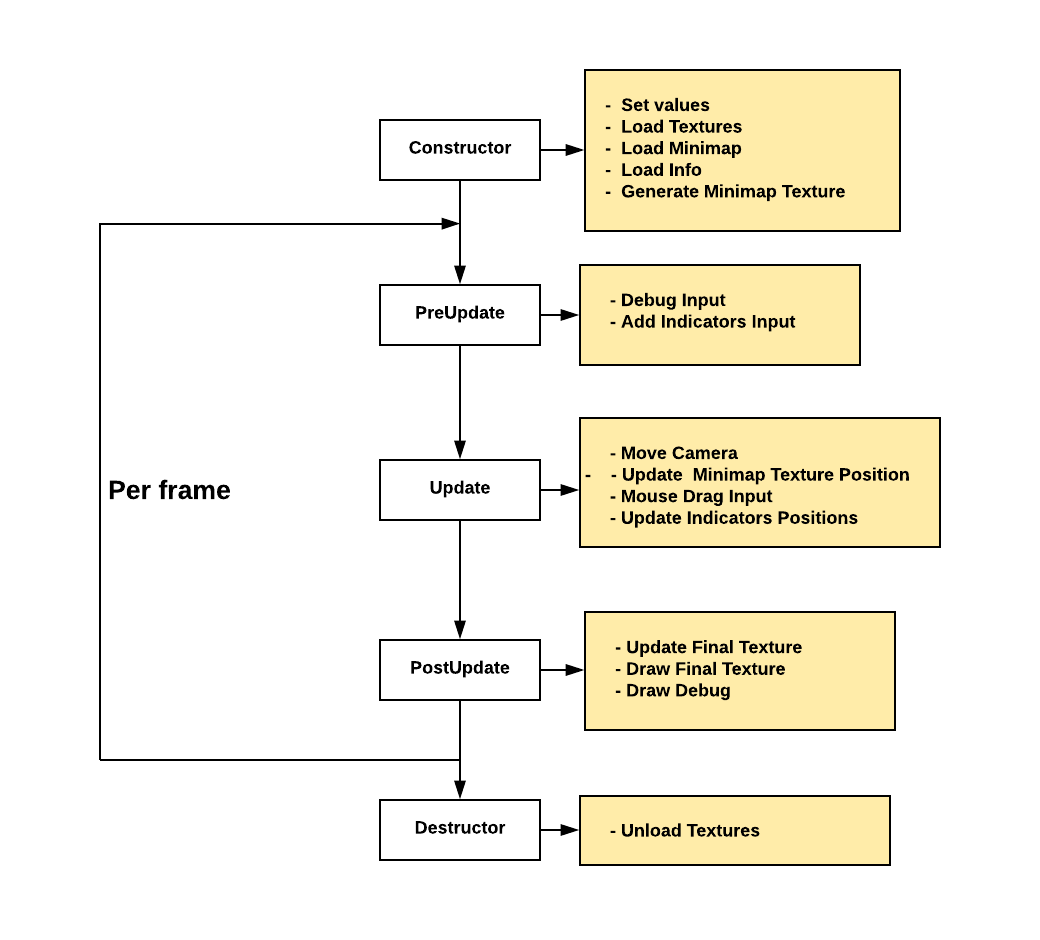 Constructor
- Set values
- Load Textures
- Load Minimap
- Load Info
- Generate Minimap Texture
PreUpdate
- Debug Input
- Add Indicators Input
Per frame
Update
- Move Camera
- - Update  Minimap Texture Position
- Mouse Drag Input
- Update Indicators Positions
PostUpdate
- Update Final Texture
- Draw Final Texture
- Draw Debug
Destructor
- Unload Textures